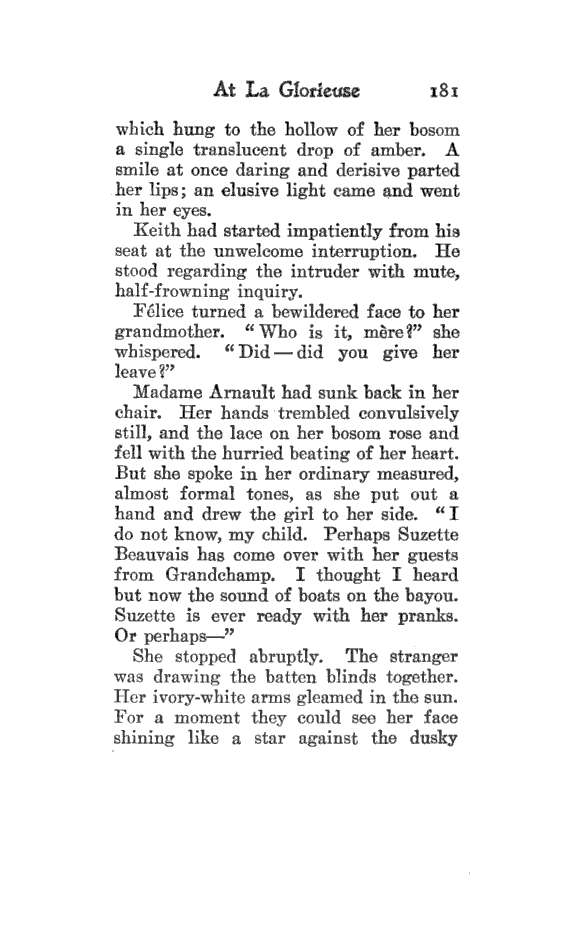 At La Glorieuse 181
which hung to the hollow of her bosom
a single translucent drop of amber. A
smile at once daring and derisive parted
her lips; an elusive light came and went
in her eyes.
Keith had started impatiently from his
seat at the unwelcome interruption. He
stood regarding the intruder with mute,
half-frowning inquiry.
Félice turned a bewildered face to her
grandmother. “Who is it, mère?” she
whispered. “Did — did you give her
leave?”
Madame Arnault had sunk back in her
chair. Her hands trembled convulsively
still, and the lace on her bosom rose and
fell with the hurried beating of her heart.
But she spoke in her ordinary measured,
almost formal tones, as she put out a
hand and drew the girl to her side. “I
do not know, my child. Perhaps Suzette
Beauvais has come over with her guests
from Grandchamp. I thought I heard
but now the sound of boats on the bayou.
Suzette is ever ready with her pranks.
Or perhaps—”
She stopped abruptly. The stranger
was drawing the batten blinds together.
Her ivory-white arms gleamed in the sun.
For a moment they could see her face
shining like a star against the dusky